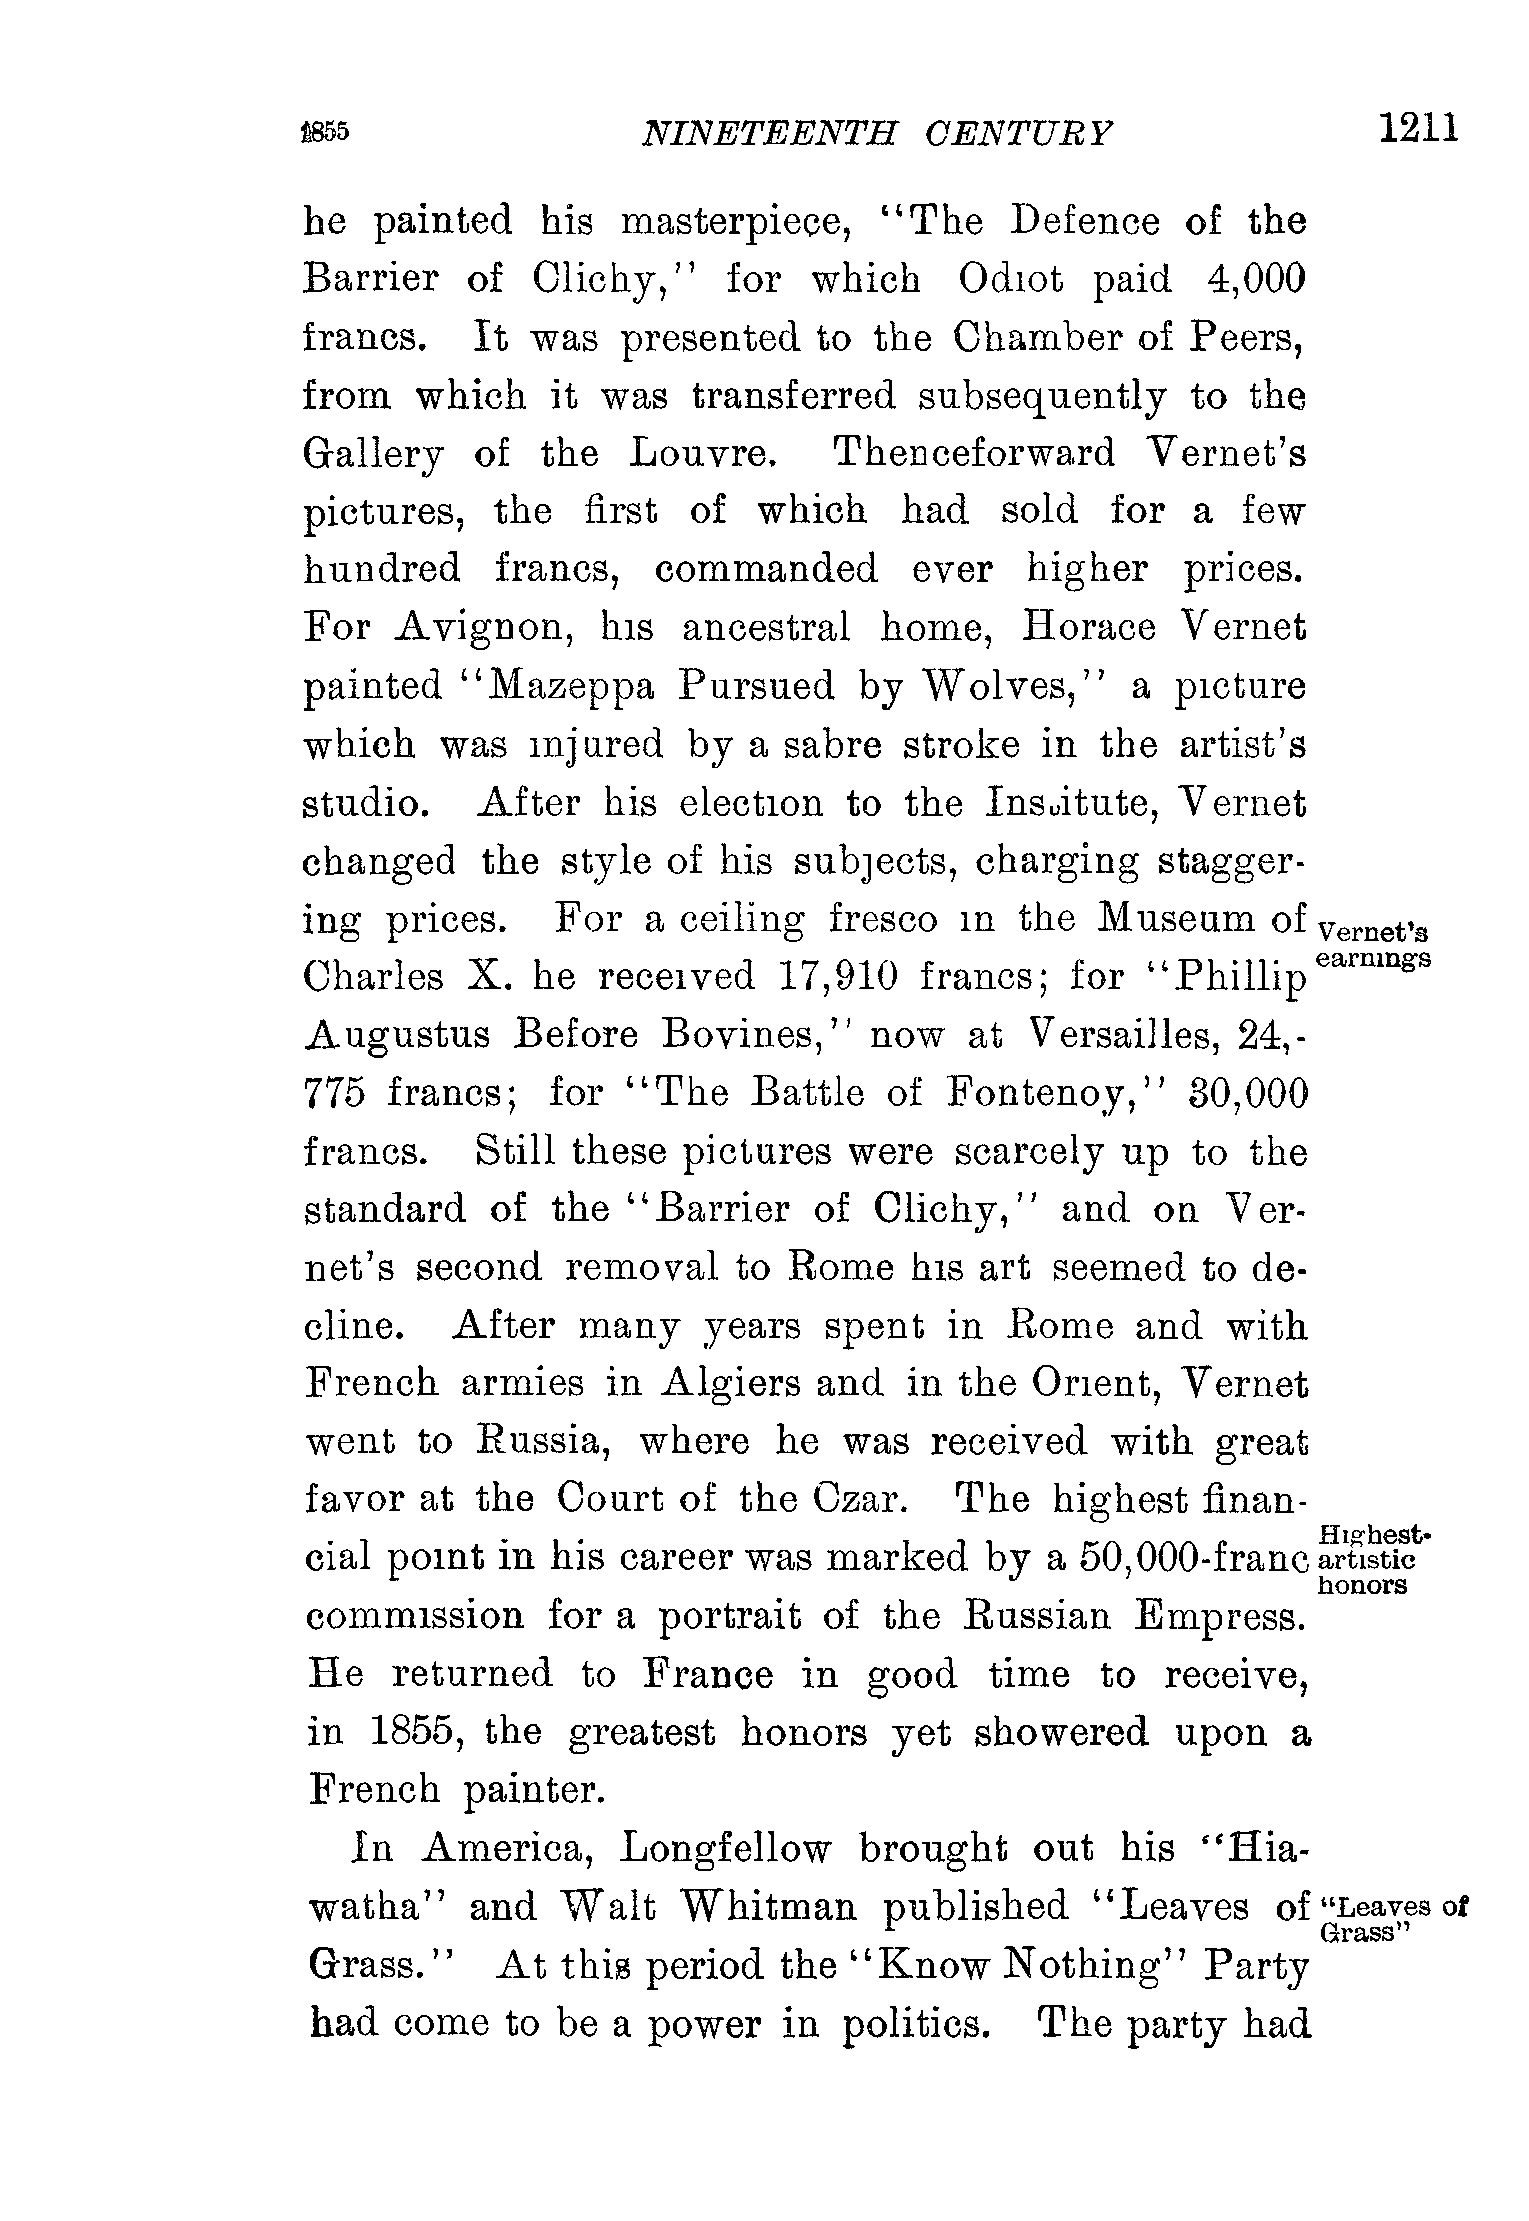 1855 NINETEENTH CENTURY 1211
he painted his masterpiece, "The Defence of the
Barrier of Clichy," for which Odiot paid 4,000
francs. It was presented to the Chamber of Peers,
from which it was transferred subsequently to the
Gallery of the Louvre. Thenceforward Vernet's
pictures, the first of which had sold for a few
hundred francs, commanded ever higher prices.
For Avignon, his ancestral home, Horace Vernet
painted "Mazeppa Pursued by Wolves," a picture
which was injured by a sabre stroke in the artist's
studio. After his election to the Institute, Vernet
changed the style of his subjects, charging stagger-
ing prices. For a ceiling fresco in the Museum of
Vernet's
earnings
Charles X. he received 17,910 francs; for "Phillip
Augustus Before Bovines," now at Versailles, 24,-
775 francs; for "The Battle of Fontenoy," 30,000
francs. Still these pictures were scarcely up to the
standard of the "Barrier of Clichy," and on Ver-
net's second removal to Rome his art seemed to de-
cline. After many years spent in Rome and with
French armies in Algiers and in the Orient, Vernet
went to Russia, where he was received with great
favor at the Court of the Czar. The highest finan-
cial point in his career was marked by a 50,000-franc
Highest-
artistic
honors
commission for a portrait of the Russian Empress.
He returned to France in good time to receive,
in 1855, the greatest honors yet showered upon a
French painter.
In America, Longfellow brought out his "Hia-
watha" and Walt Whitman published "Leaves of
"Leaves of
Grass"
Grass." At this period the "Know Nothing" Party
had come to be a power in politics. The party had